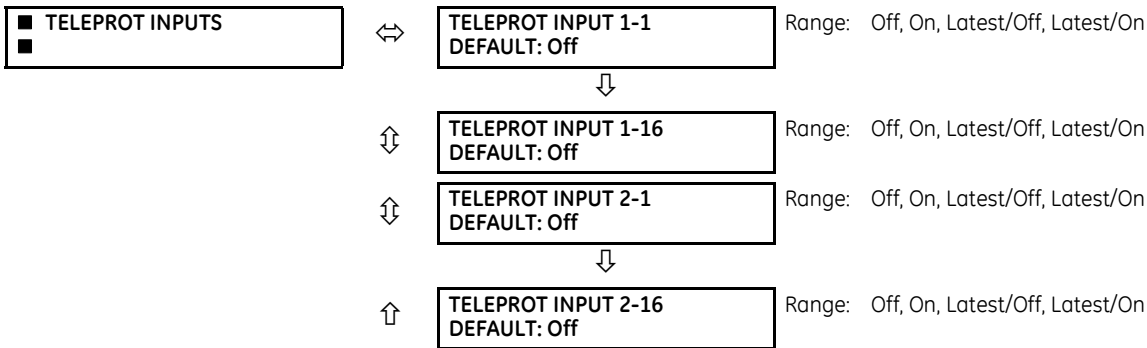 ■ TELEPROT INPUTS
■
TELEPROT INPUT 1-1
DEFAULT: Off
Range: Off, On, Latest/Off, Latest/On
TELEPROT INPUT 1-16
DEFAULT: Off
Range: Off, On, Latest/Off, Latest/On
TELEPROT INPUT 2-1
DEFAULT: Off
Range: Off, On, Latest/Off, Latest/On
TELEPROT INPUT 2-16
DEFAULT: Off
Range: Off, On, Latest/Off, Latest/On